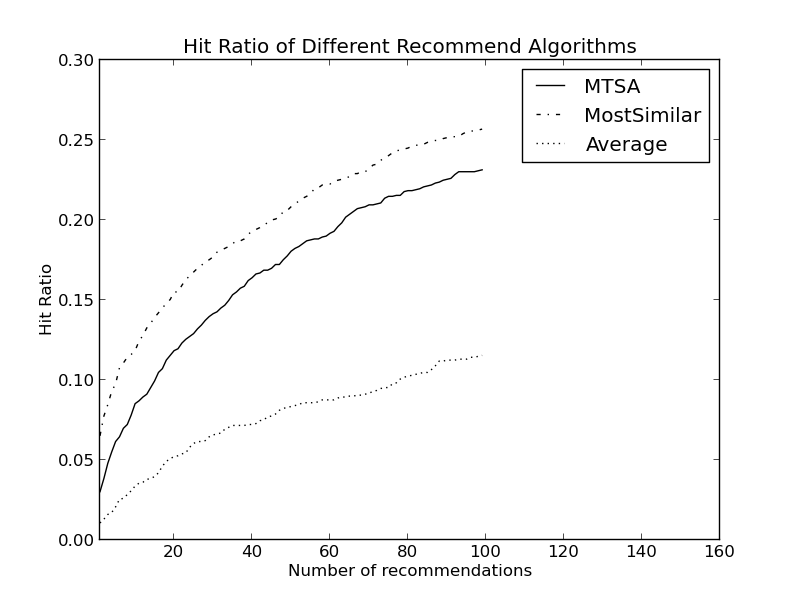 Hit Ratio of Different Recommend Algorithms
0.30
0.25
0.20
0.15
0.10
0.05
0.00
Hit Ratio
MTSA
MostSimilar
Average
20 40 60 80 100 120 140 160
Number of recommendations